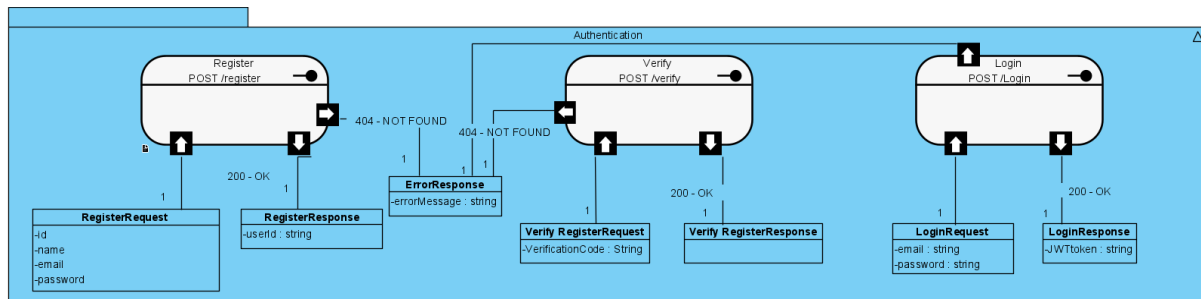 Authentication
Register
POST /register
Verify
POST /verify
Login
POST /Login
404 - NOT FOUND
404 - NOT FOUND
200 - OK
200 - OK
200 - OK
1
1
1
1
1
1
1
1
1
RegisterRequest
-id
-name
-email
-password
RegisterResponse
-userId : string
ErrorResponse
-errorMessage : string
Verify RegisterRequest
-VerificationCode : String
Verify RegisterResponse
LoginRequest
-email : string
-password : string
LoginResponse
-JWTtoken : string